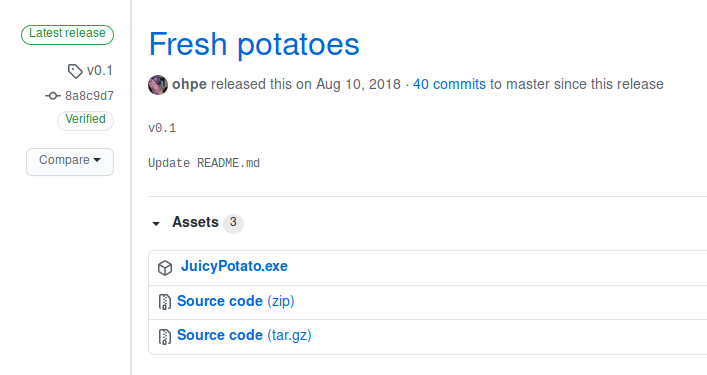 Latest release
v0.1
8a8c9d7
Verified
Compare
Fresh potatoes
ohpe released this on Aug 10, 2018 · 40 commits to master since this release
v0.1
Update README.md
Assets 3
JuicyPotato.exe
Source code (zip)
Source code (tar.gz)